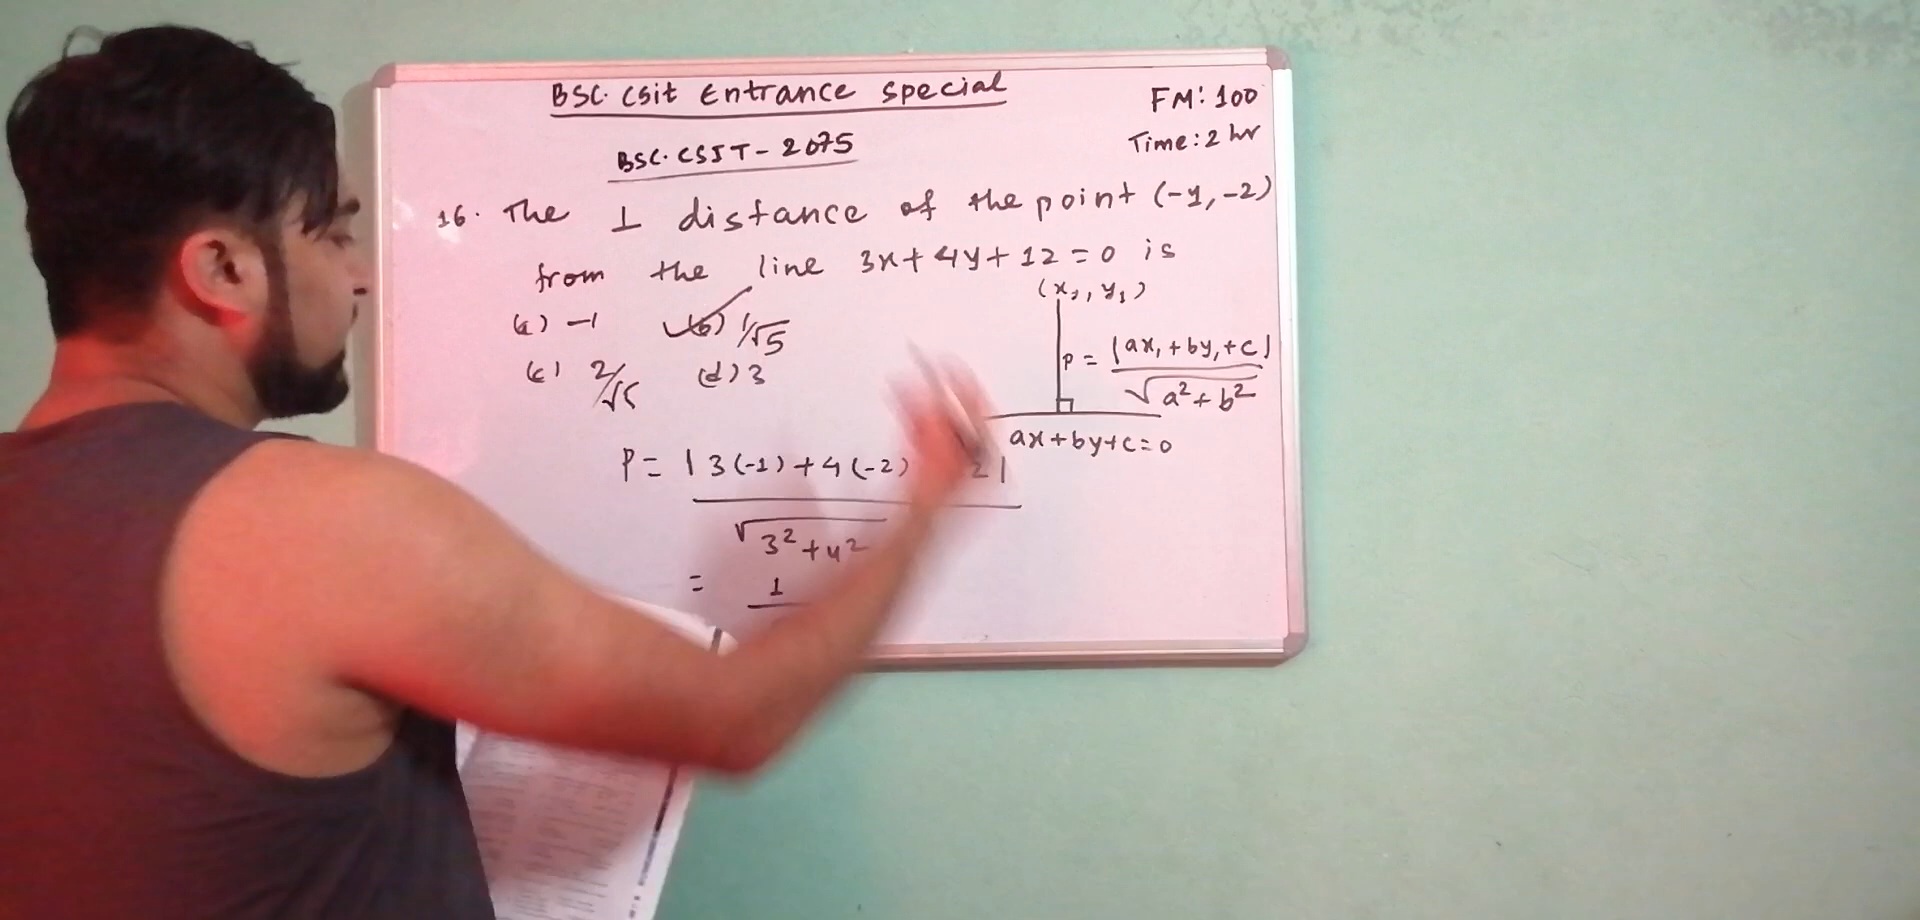 BSC. CSit Entrance special
FM: 100
Time: 2 hr
BSC. CSIT - 2075
16. The ⊥ distance of the point (-1, -2)
from the line 3x + 4y + 12 = 0 is
(a) -1 (b) 1/√5
(c) 2/√5 (d) 3
(x₁, y₁)
P = |ax₁ + by₁ + c|
√a² + b²
ax + by + c = 0
P = | 3(-1) + 4(-2) 2|
√3² + 4²
= 1